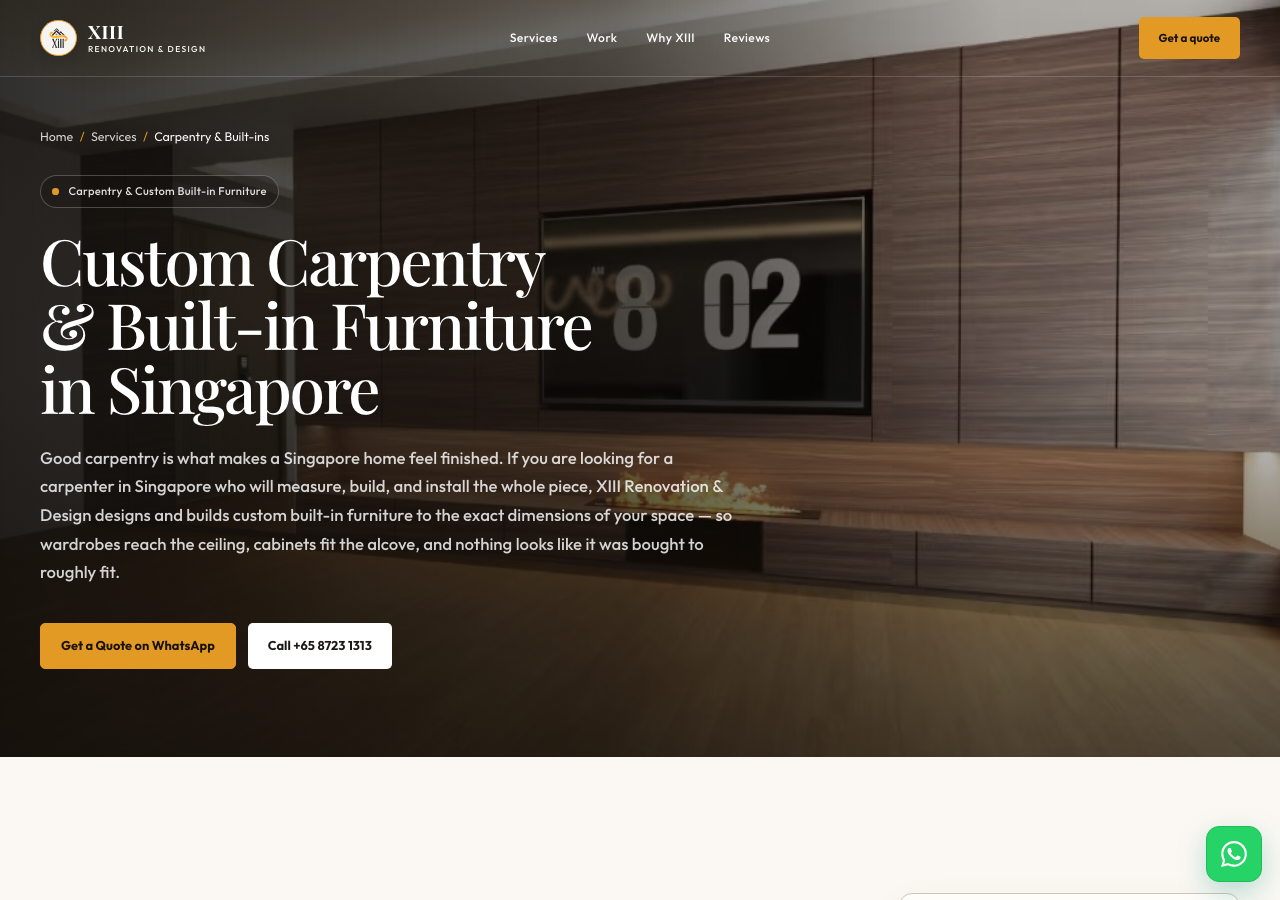 XIII
XIII
RENOVATION & DESIGN
Services
Work
Why XIII
Reviews
Get a quote
Home / Services / Carpentry & Built-ins
Carpentry & Custom Built-in Furniture
Custom Carpentry
& Built-in Furniture
in Singapore
AM
8 02
Good carpentry is what makes a Singapore home feel finished. If you are looking for a
carpenter in Singapore who will measure, build, and install the whole piece, XIII Renovation &
Design designs and builds custom built-in furniture to the exact dimensions of your space — so
wardrobes reach the ceiling, cabinets fit the alcove, and nothing looks like it was bought to
roughly fit.
Get a Quote on WhatsApp
Call +65 8723 1313